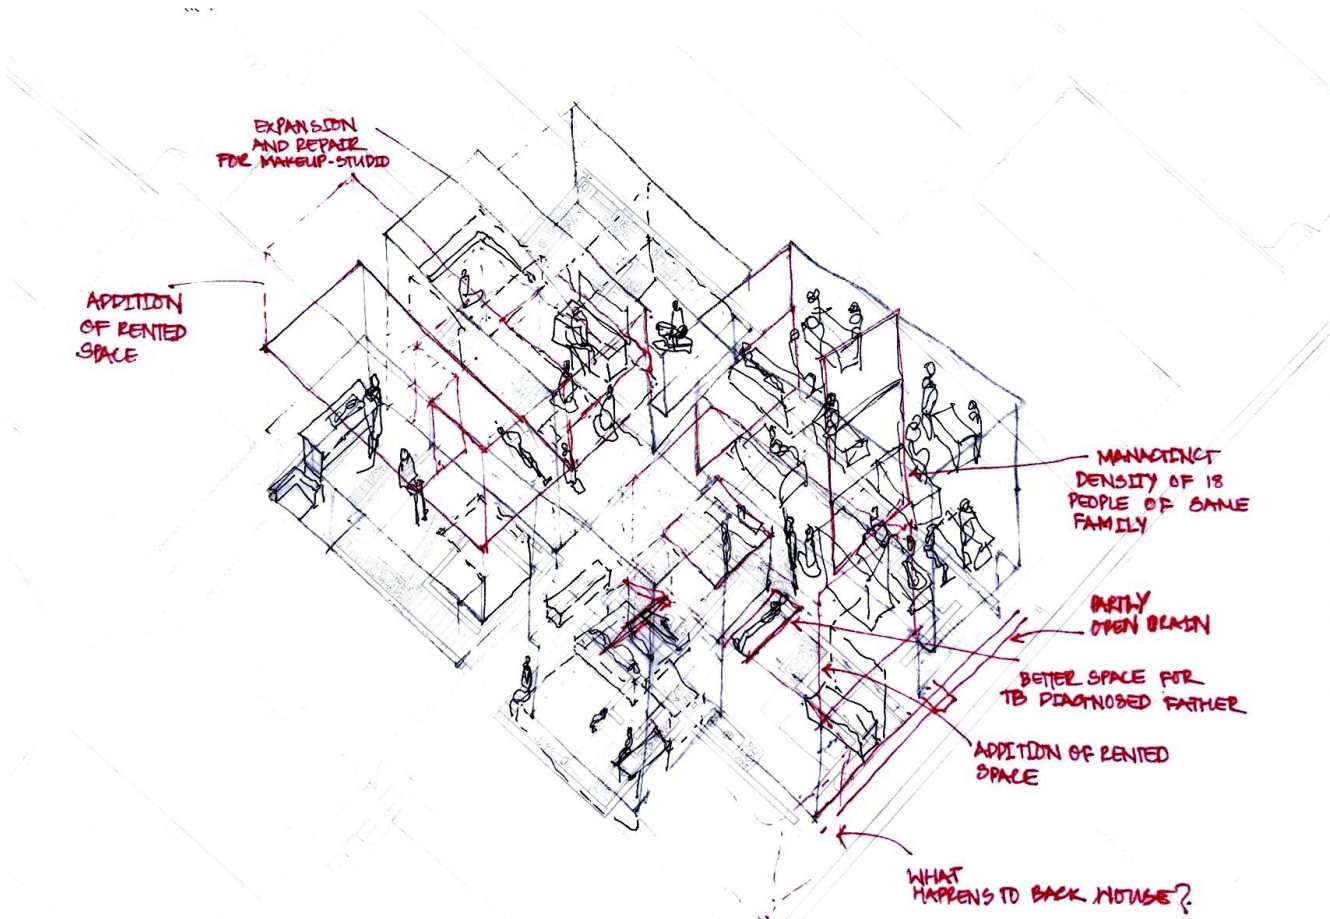 EXPANSION
AND REPAIR
FOR MAKEUP-STUDIO
ADDITION
OF RENTED
SPACE
MANAGING
DENSITY OF 18
PEOPLE OF SAME
FAMILY
PARTLY
OPEN DRAIN
BETTER SPACE FOR
TB DIAGNOSED FATHER
ADDITION OF RENTED
SPACE
WHAT
HAPPENS TO BACK HOUSE?